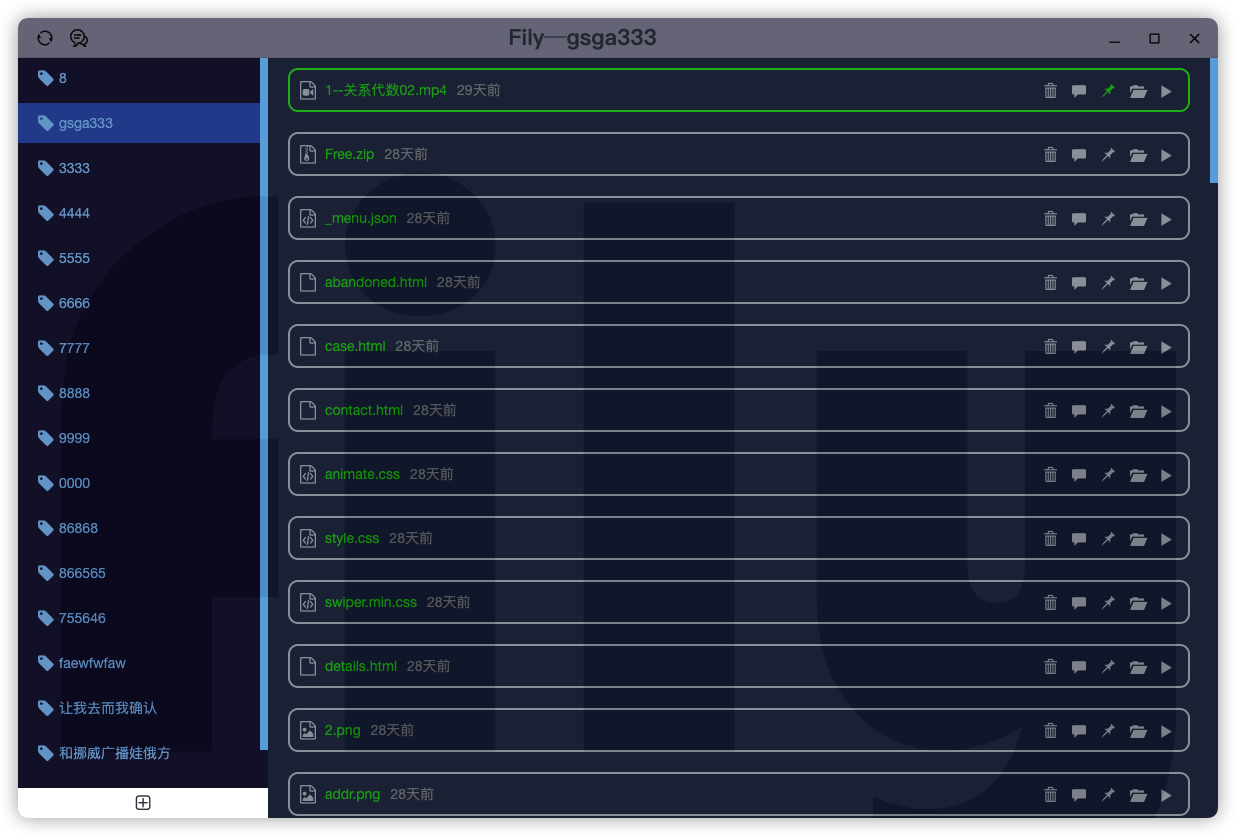 Fily—gsga333
8
gsga333
3333
4444
5555
6666
7777
8888
9999
0000
86868
866565
755646
faewfwfaw
让我去而我确认
和挪威广播娃俄方
1--关系代数02.mp4 29天前
Free.zip 28天前
_menu.json 28天前
abandoned.html 28天前
case.html 28天前
contact.html 28天前
animate.css 28天前
style.css 28天前
swiper.min.css 28天前
details.html 28天前
2.png 28天前
addr.png 28天前
fily